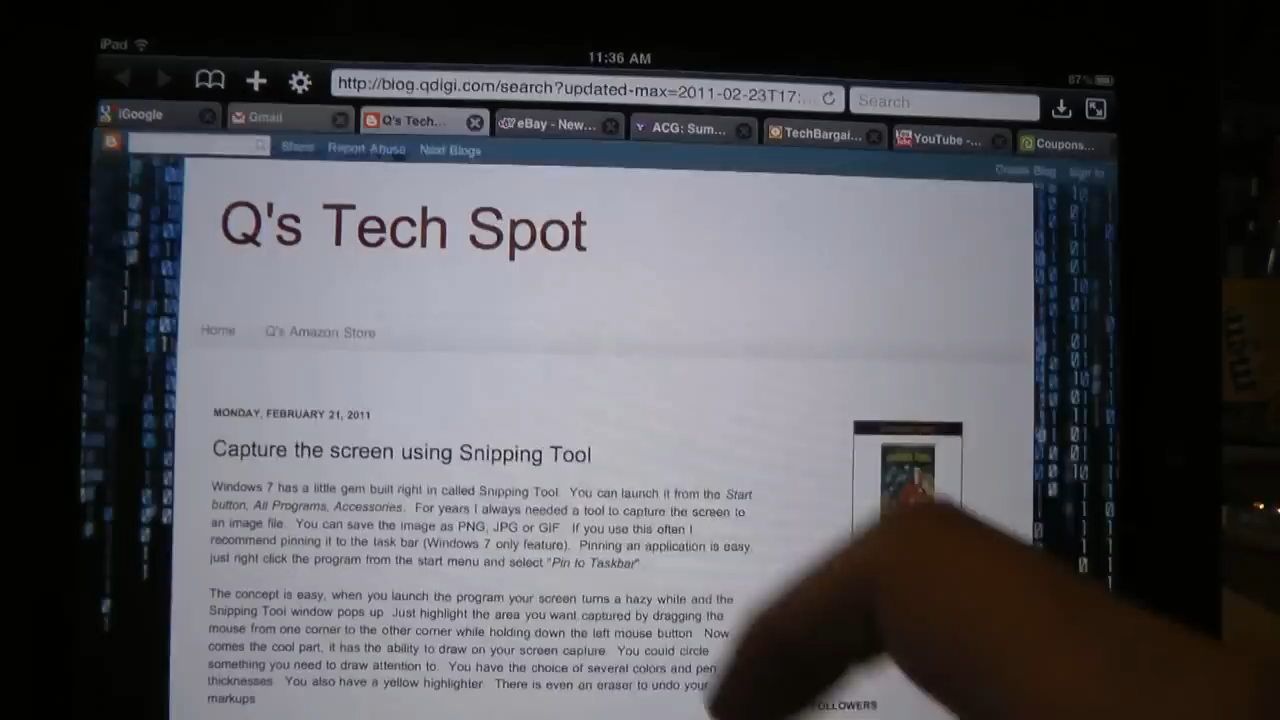 iPad
11:36 AM
87%
http://blog.qdigi.com/search?updated-max=2011-02-23T17:...
Search
iGoogle
Gmail
Q's Tech...
eBay - New...
ACG: Sum...
TechBargai...
YouTube -...
Coupons...
Share Report Abuse Next Blog»
Create Blog Sign In
Q's Tech Spot
Home Q's Amazon Store
MONDAY, FEBRUARY 21, 2011
Capture the screen using Snipping Tool
Windows 7 has a little gem built right in called Snipping Tool. You can launch it from the Start
button, All Programs, Accessories. For years I always needed a tool to capture the screen to
an image file. You can save the image as PNG, JPG or GIF. If you use this often I
recommend pinning it to the task bar (Windows 7 only feature). Pinning an application is easy,
just right click the program from the start menu and select "Pin to Taskbar".
The concept is easy, when you launch the program your screen turns a hazy white and the
Snipping Tool window pops up. Just highlight the area you want captured by dragging the
mouse from one corner to the other corner while holding down the left mouse button. Now
comes the cool part, it has the ability to draw on your screen capture. You could circle
something you need to draw attention to. You have the choice of several colors and pen
thicknesses. You also have a yellow highlighter. There is even an eraser to undo your
markups
OLLOWERS